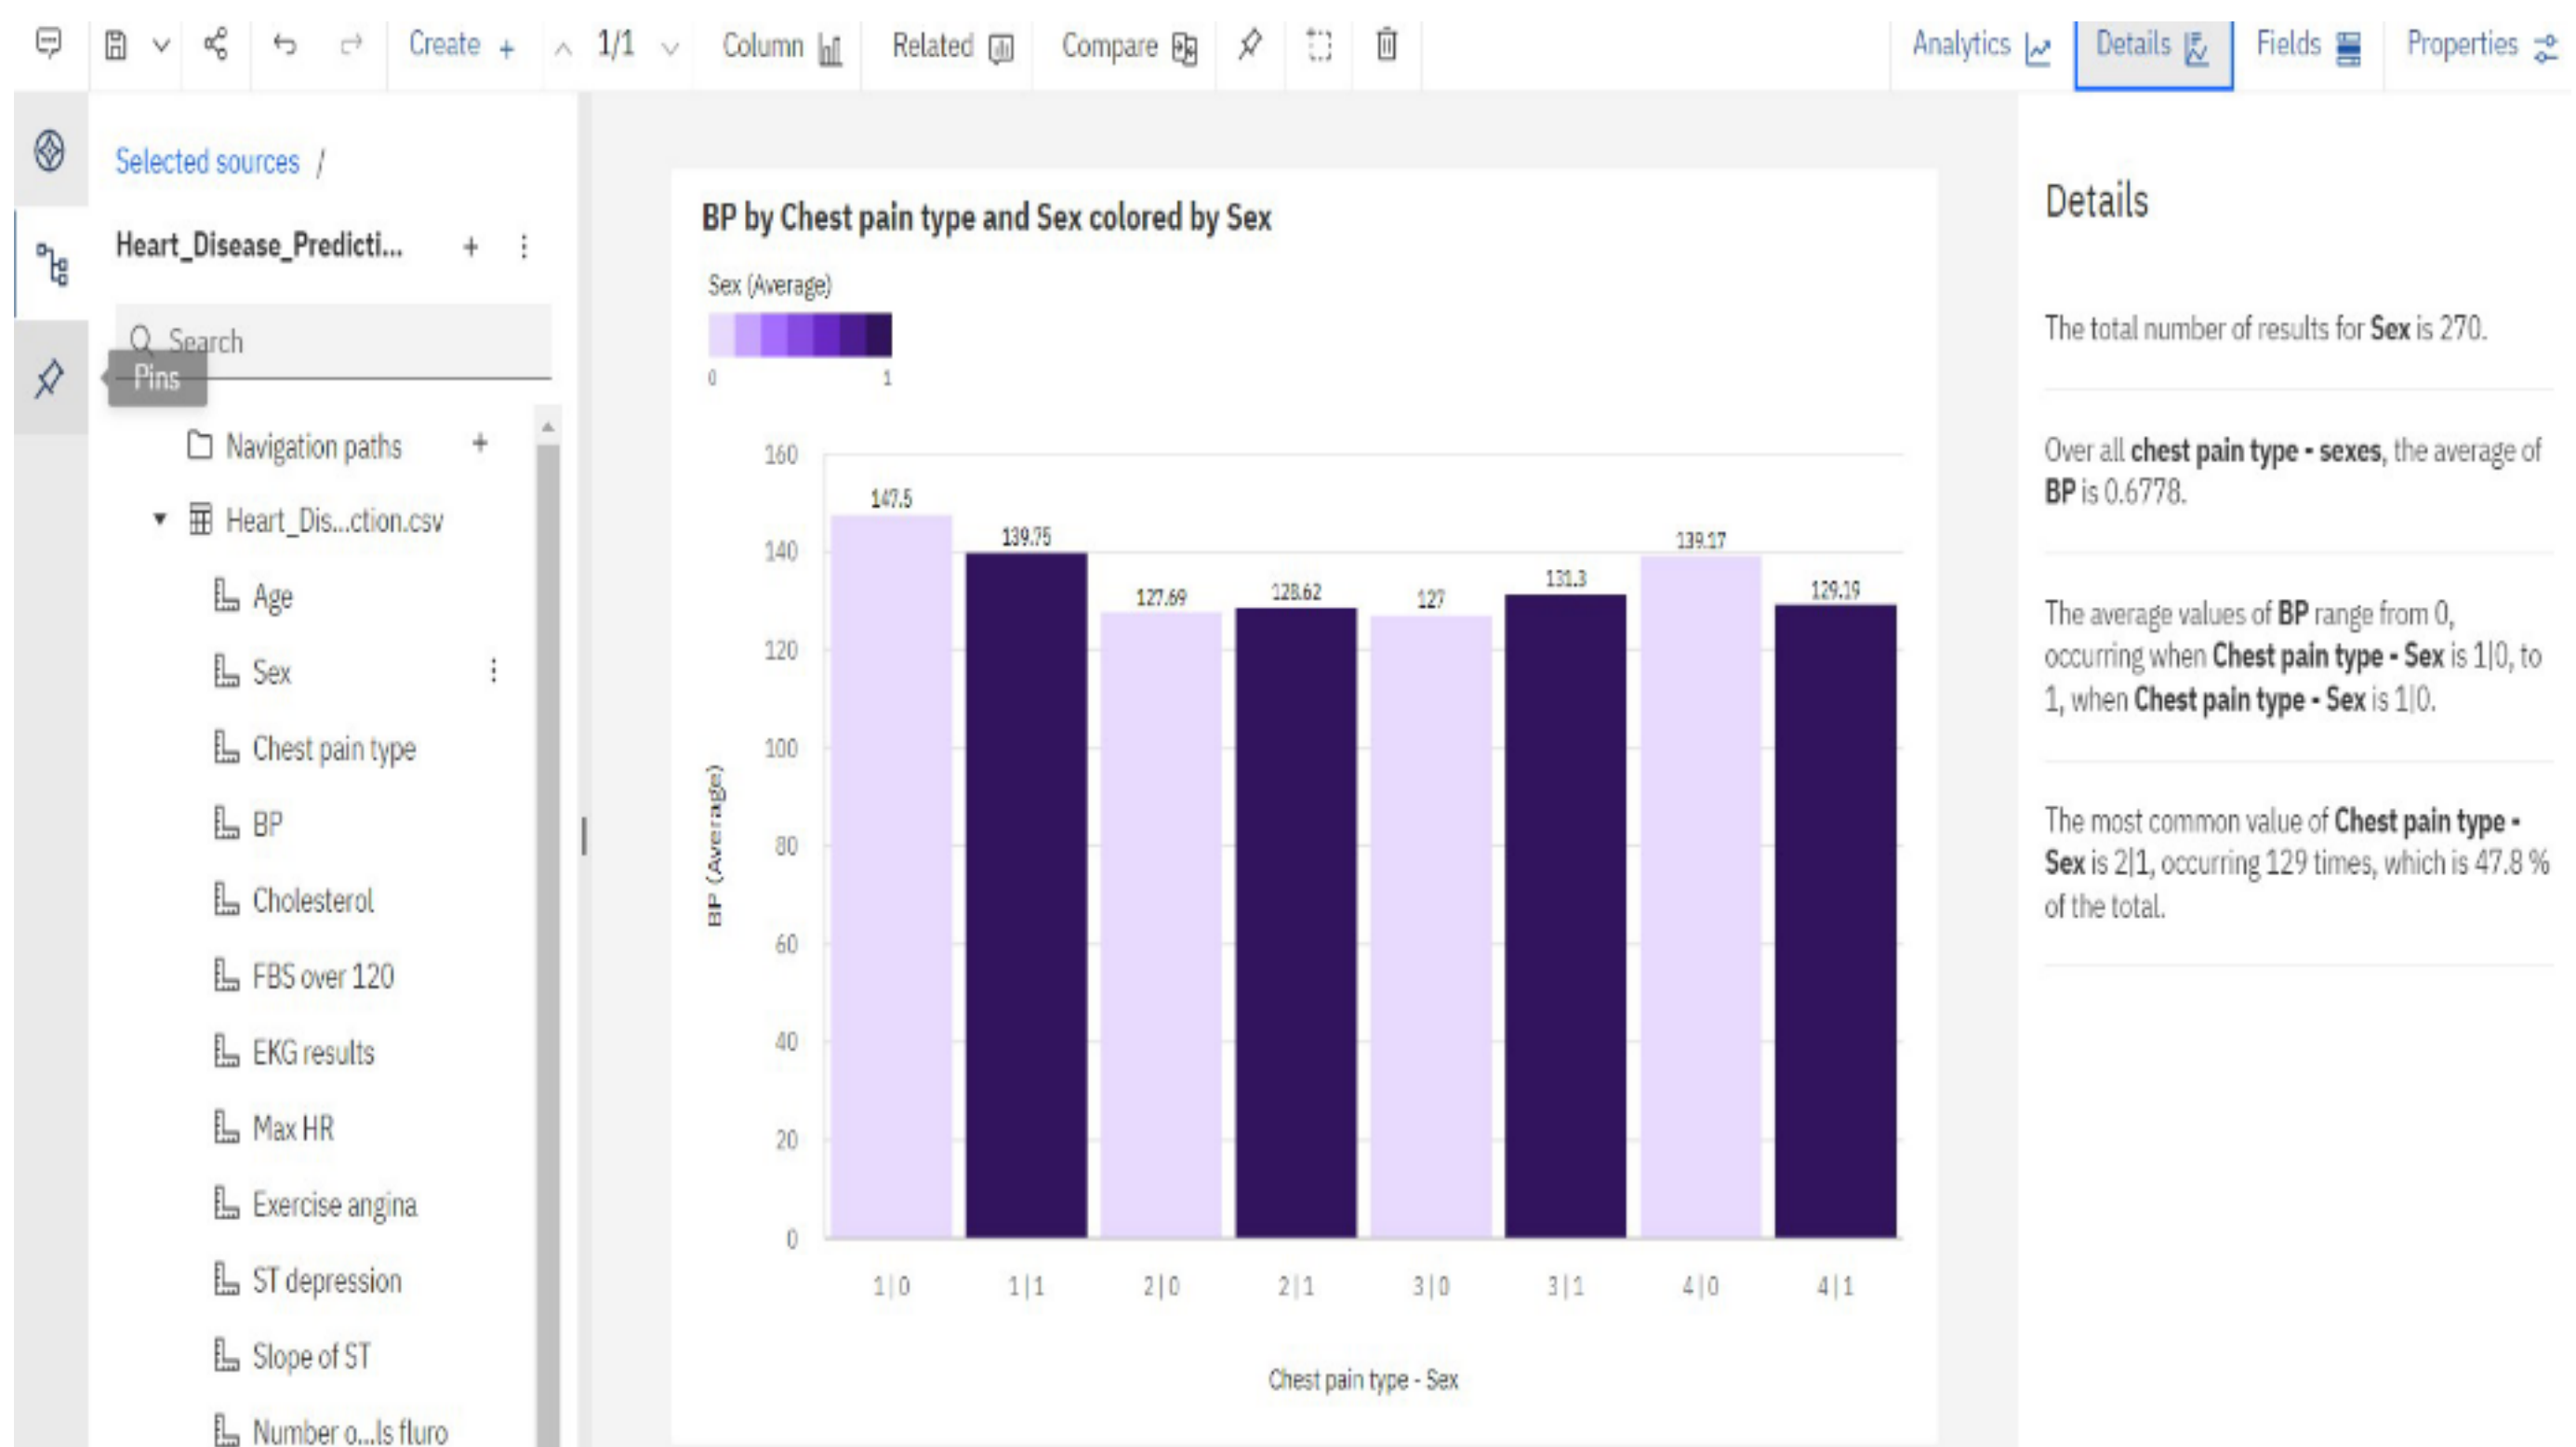 Create +
1/1
Column
Related
Compare
Analytics
Details
Fields
Properties
Selected sources /
Heart_Disease_Predicti... +
Search
Pins
Navigation paths +
Heart_Dis...ction.csv
Age
Sex
Chest pain type
BP
Cholesterol
FBS over 120
EKG results
Max HR
Exercise angina
ST depression
Slope of ST
Number o...ls fluro
BP by Chest pain type and Sex colored by Sex
Sex (Average)
0 1
160
140
120
100
80
60
40
20
0
BP (Average)
147.5
139.75
127.69
128.62
127
131.3
139.17
129.19
1|0 1|1 2|0 2|1 3|0 3|1 4|0 4|1
Chest pain type - Sex
Details
The total number of results for Sex is 270.
Over all chest pain type - sexes, the average of
BP is 0.6778.
The average values of BP range from 0,
occurring when Chest pain type - Sex is 1|0, to
1, when Chest pain type - Sex is 1|0.
The most common value of Chest pain type -
Sex is 2|1, occurring 129 times, which is 47.8 %
of the total.